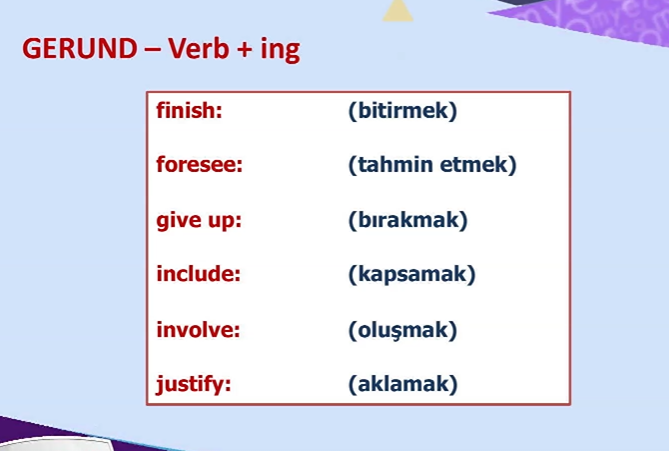 GERUND – Verb + ing
finish: (bitirmek)
foresee: (tahmin etmek)
give up: (bırakmak)
include: (kapsamak)
involve: (oluşmak)
justify: (aklamak)